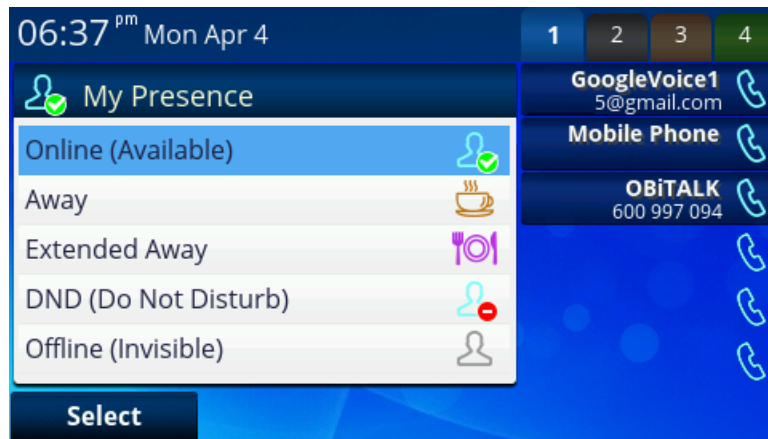 06:37 pm Mon Apr 4
1 2 3 4
My Presence
Online (Available)
Away
Extended Away
DND (Do Not Disturb)
Offline (Invisible)
Select
GoogleVoice1
5@gmail.com
Mobile Phone
OBiTALK
600 997 094